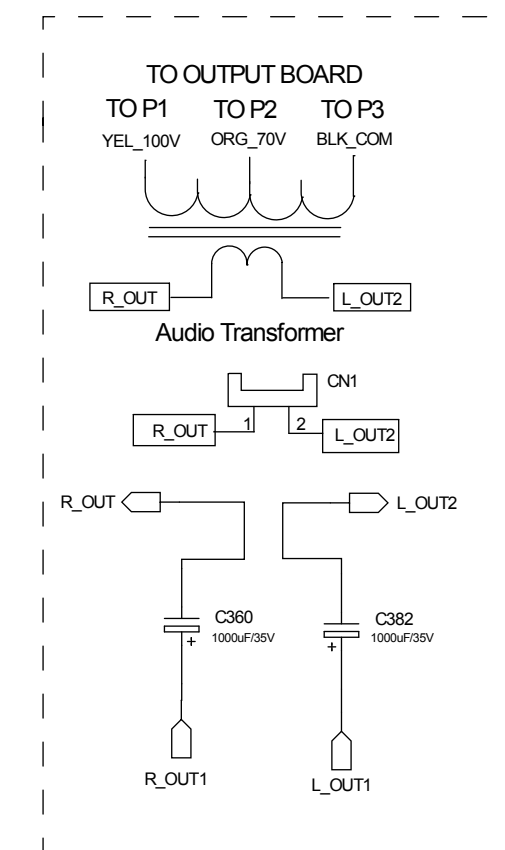 TO OUTPUT BOARD
TO P1 TO P2 TO P3
YEL_100V ORG_70V BLK_COM
R_OUT L_OUT2
Audio Transformer
CN1
R_OUT 1 2 L_OUT2
R_OUT L_OUT2
C360 C382
1000uF/35V 1000uF/35V
+ +
R_OUT1 L_OUT1